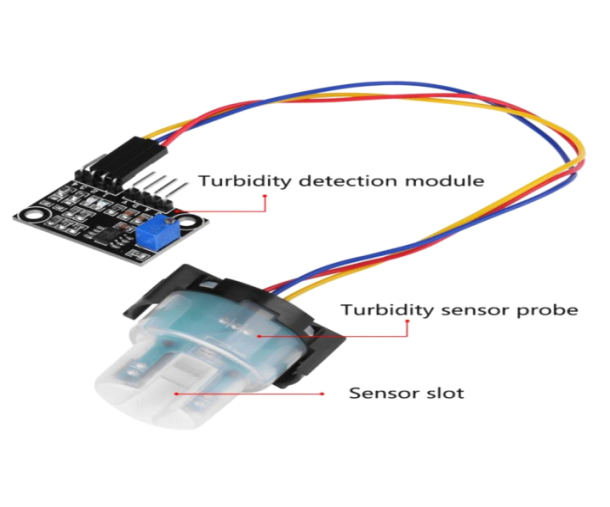 Turbidity detection module
Turbidity sensor probe
Sensor slot